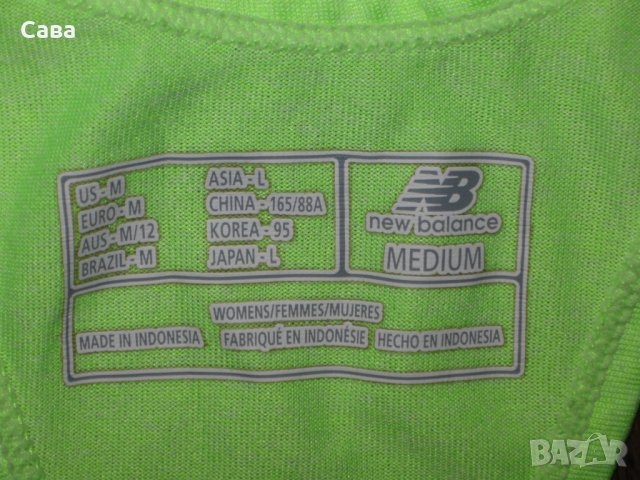 Caba
US - M
EURO - M
AUS - M/12
BRAZIL - M
ASIA - L
CHINA - 165/88A
KOREA - 95
JAPAN - L
NB
new balance
MEDIUM
WOMENS/FEMMES/MUJERES
MADE IN INDONESIA FABRIQUÉ EN INDONÉSIE HECHO EN INDONESIA
BAZAR